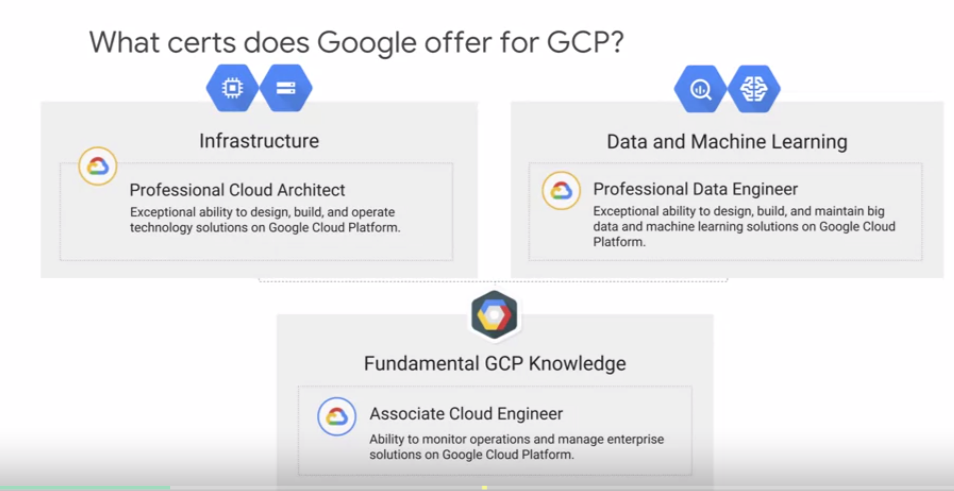 What certs does Google offer for GCP?
Infrastructure
Professional Cloud Architect
Exceptional ability to design, build, and operate
technology solutions on Google Cloud Platform.
Data and Machine Learning
Professional Data Engineer
Exceptional ability to design, build, and maintain big
data and machine learning solutions on Google Cloud
Platform.
Fundamental GCP Knowledge
Associate Cloud Engineer
Ability to monitor operations and manage enterprise
solutions on Google Cloud Platform.